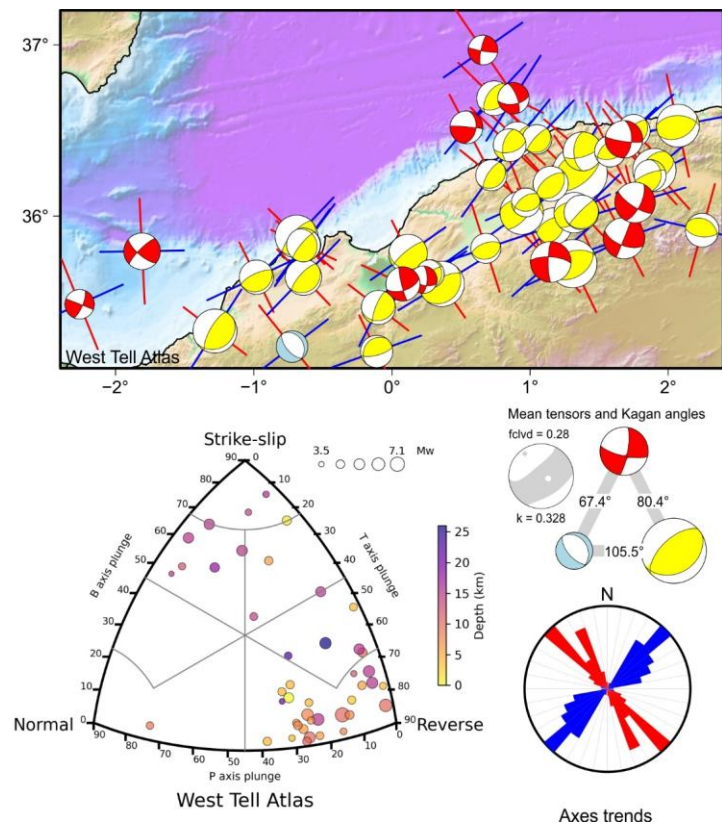 37°
36°
West Tell Atlas
−2° −1° 0° 1° 2°
Mean tensors and Kagan angles
fclvd = 0.28
k = 0.328
67.4° 80.4°
105.5°
Strike-slip
3.5 7.1 Mw
90 0
80 10
70 20
60 30
50 40
40 50
30 60
20 70
10 80
0 90
B axis plunge
T axis plunge
Normal
Reverse
90 80 70 60 50 40 30 20 10 0
P axis plunge
West Tell Atlas
25
20
15
10
5
0
Depth (km)
N
Axes trends